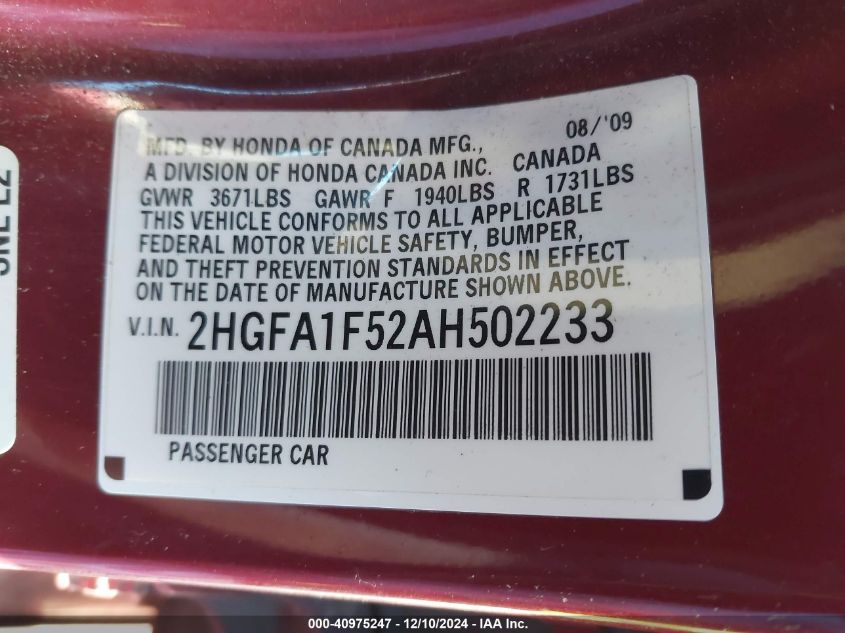 08/'09
MFD. BY HONDA OF CANADA MFG.,
A DIVISION OF HONDA CANADA INC. CANADA
GVWR 3671LBS GAWR F 1940LBS R 1731LBS
THIS VEHICLE CONFORMS TO ALL APPLICABLE
FEDERAL MOTOR VEHICLE SAFETY, BUMPER,
AND THEFT PREVENTION STANDARDS IN EFFECT
ON THE DATE OF MANUFACTURE SHOWN ABOVE.
V.I.N. 2HGFA1F52AH502233
PASSENGER CAR
000-40975247 - 12/10/2024 - IAA Inc.